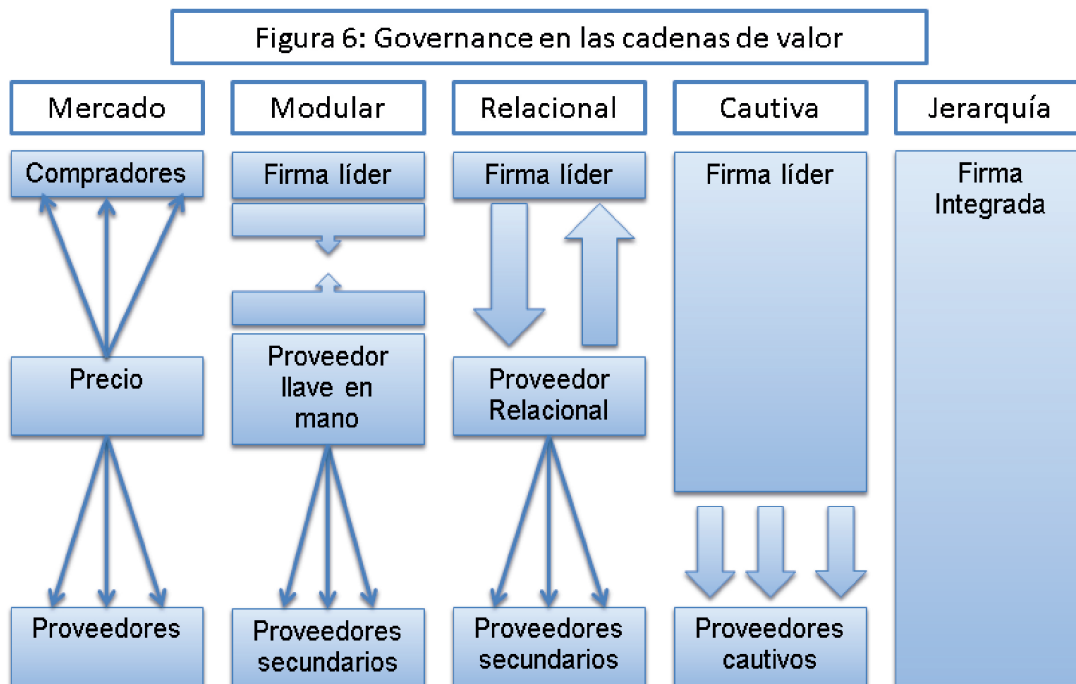 Figura 6: Governance en las cadenas de valor
Mercado
Modular
Relacional
Cautiva
Jerarquía
Compradores
Firma líder
Firma líder
Firma líder
Firma
Integrada
Precio
Proveedor
llave en
mano
Proveedor
Relacional
Proveedores
Proveedores
secundarios
Proveedores
secundarios
Proveedores
cautivos